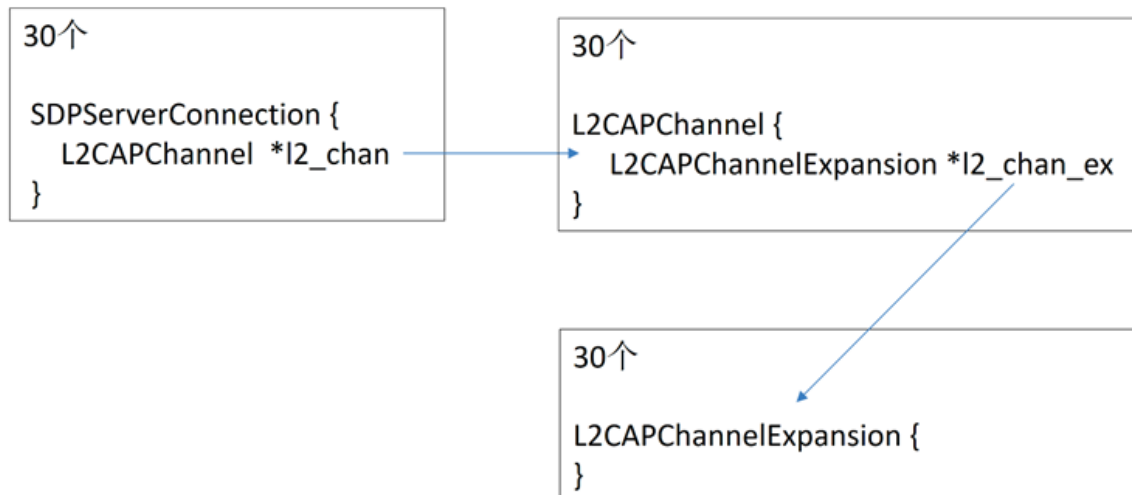 30个
SDPServerConnection {
L2CAPChannel *l2_chan
}
30个
L2CAPChannel {
L2CAPChannelExpansion *l2_chan_ex
}
30个
L2CAPChannelExpansion {
}